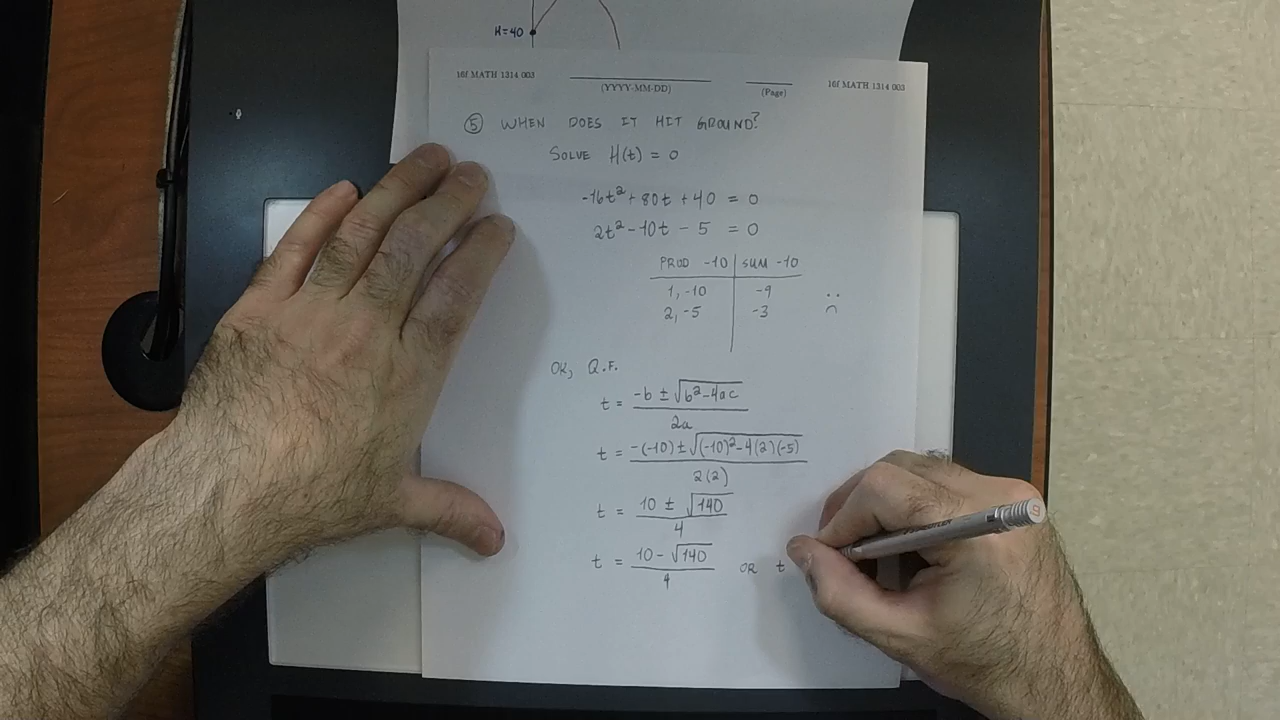 H=40
16f MATH 1314 003 16f MATH 1314 003
(YYYY-MM-DD) (Page)
⑤ WHEN DOES IT HIT GROUND?
SOLVE H(t) = 0
-16t² + 80t + 40 = 0
2t² - 10t - 5 = 0
PROD -10 | SUM -10
1, -10 | -9
2, -5 | -3
OK, Q.F.
t = (-b ± √(b²-4ac)) / 2a
t = (-(-10) ± √((-10)²-4(2)(-5))) / 2(2)
t = (10 ± √140) / 4
t = (10 - √140) / 4 OR t